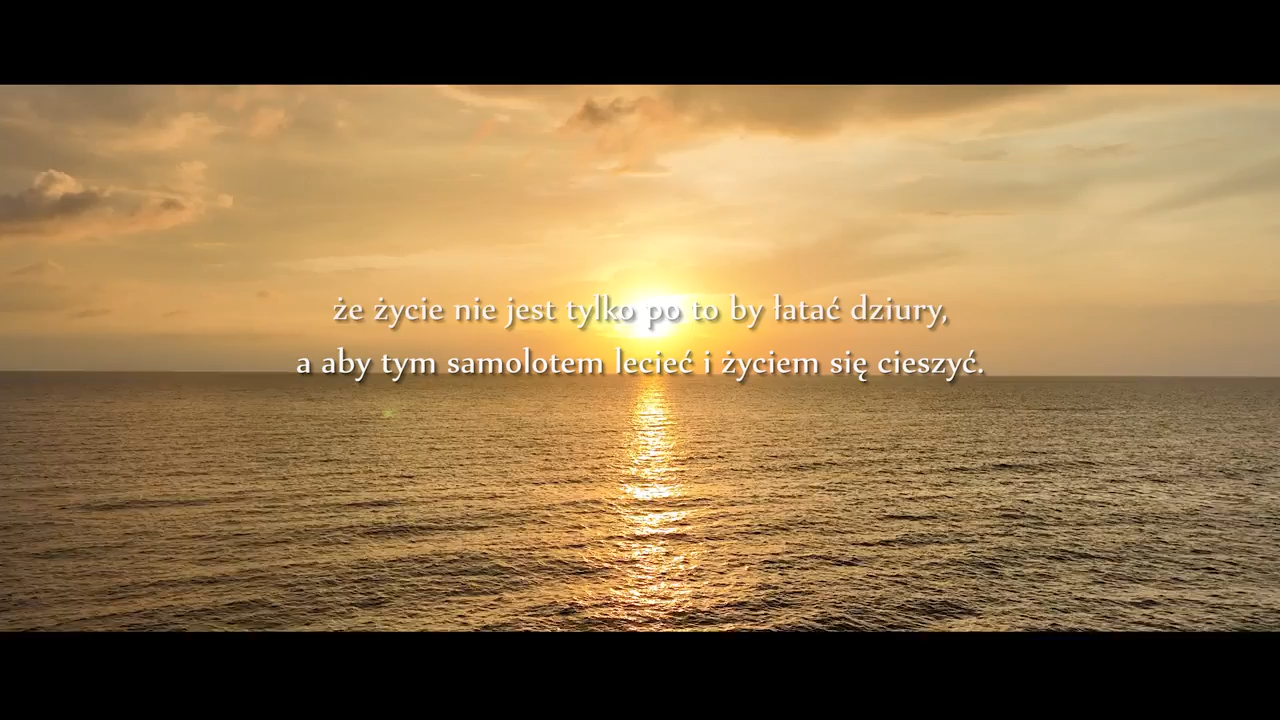 że życie nie jest tylko po to by łatać dziury,
a aby tym samolotem lecieć i życiem się cieszyć.